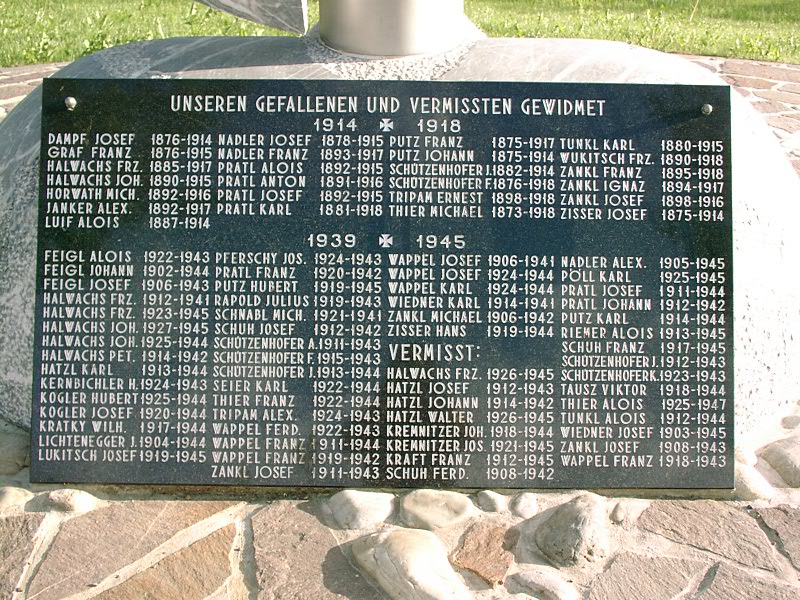 UNSEREN GEFALLENEN UND VERMISSTEN GEWIDMET
1914 ✠ 1918
DAMPF JOSEF 1876-1914
GRAF FRANZ 1876-1915
HALWACHS FRZ. 1885-1917
HALWACHS JOH. 1890-1915
HORWATH MICH. 1892-1916
JANKER ALEX. 1892-1917
LUIF ALOIS 1887-1914
NADLER JOSEF 1878-1915
NADLER FRANZ 1893-1917
PRATL ALOIS 1892-1915
PRATL ANTON 1891-1916
PRATL JOSEF 1892-1915
PRATL KARL 1881-1918
PUTZ FRANZ 1875-1917
PUTZ JOHANN 1875-1914
SCHÜTZENHOFER J. 1882-1914
SCHÜTZENHOFER F. 1876-1918
TRIPAM ERNEST 1898-1918
THIER MICHAEL 1873-1918
TUNKL KARL 1880-1915
WUKITSCH FRZ. 1890-1918
ZANKL FRANZ 1895-1918
ZANKL IGNAZ 1894-1917
ZANKL JOSEF 1898-1916
ZISSER JOSEF 1875-1914
1939 ✠ 1945
FEIGL ALOIS 1922-1943
FEIGL JOHANN 1902-1944
FEIGL JOSEF 1906-1943
HALWACHS FRZ. 1912-1941
HALWACHS FRZ. 1923-1945
HALWACHS JOH. 1927-1945
HALWACHS JOH. 1925-1944
HALWACHS PET. 1914-1942
HATZL KARL 1913-1944
KERNBICHLER H. 1924-1943
KOGLER HUBERT 1925-1944
KOGLER JOSEF 1920-1944
KRATKY WILH. 1917-1944
LICHTENEGGER J. 1904-1944
LUKITSCH JOSEF 1919-1945
PFERSCHY JOS. 1924-1943
PRATL FRANZ 1920-1942
PUTZ HUBERT 1919-1945
RAPOLD JULIUS 1919-1943
SCHNABL MICH. 1921-1941
SCHUH JOSEF 1912-1942
SCHÜTZENHOFER A. 1911-1943
SCHÜTZENHOFER F. 1915-1943
SCHÜTZENHOFER J. 1913-1944
SEIER KARL 1922-1944
THIER FRANZ 1922-1944
TRIPAM ALEX. 1924-1943
WAPPEL FERD. 1922-1943
WAPPEL FRANZ 1911-1944
WAPPEL FRANZ 1919-1942
ZANKL JOSEF 1911-1943
WAPPEL JOSEF 1906-1941
WAPPEL JOSEF 1924-1944
WAPPEL KARL 1924-1944
WIEDNER KARL 1914-1941
ZANKL MICHAEL 1906-1942
ZISSER HANS 1919-1944
VERMISST:
HALWACHS FRZ. 1926-1945
HATZL JOSEF 1912-1943
HATZL JOHANN 1914-1942
HATZL WALTER 1926-1945
KREMNITZER JOH. 1918-1944
KREMNITZER JOS. 1921-1945
KRAFT FRANZ 1912-1945
SCHUH FERD. 1908-1942
NADLER ALEX. 1905-1945
PÖLL KARL 1925-1945
PRATL JOSEF 1911-1944
PRATL JOHANN 1912-1942
PUTZ KARL 1914-1944
RIEMER ALOIS 1913-1945
SCHUH FRANZ 1917-1945
SCHÜTZENHOFER J. 1912-1943
SCHÜTZENHOFER K. 1923-1943
TAUSZ VIKTOR 1918-1944
THIER ALOIS 1925-1947
TUNKL ALOIS 1912-1944
WIEDNER JOSEF 1903-1945
ZANKL JOSEF 1908-1943
WAPPEL FRANZ 1918-1943